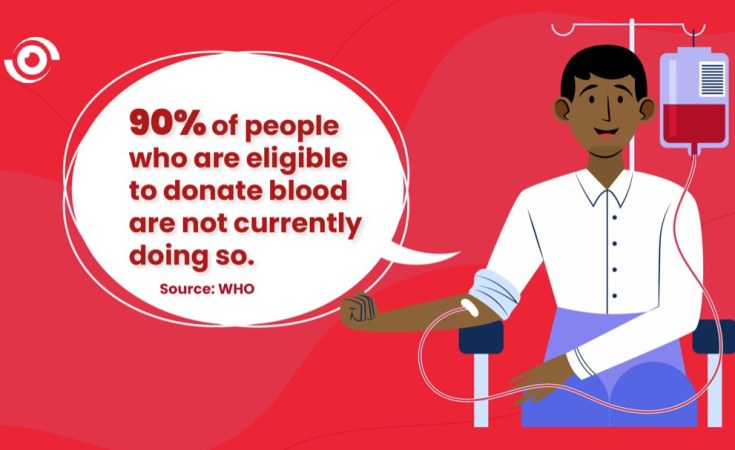 90% of people
who are eligible
to donate blood
are not currently
doing so.
Source: WHO